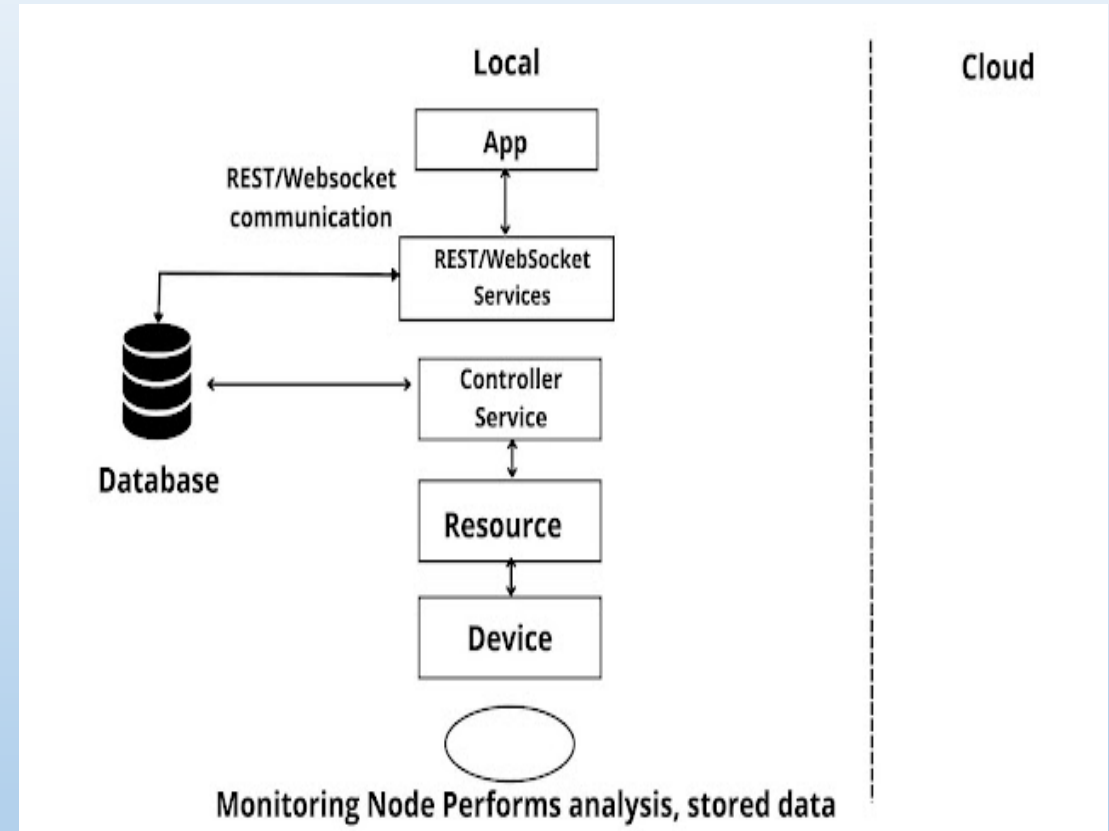 Local
Cloud
App
REST/Websocket
communication
REST/WebSocket
Services
Controller
Service
Database
Resource
Device
Monitoring Node Performs analysis, stored data